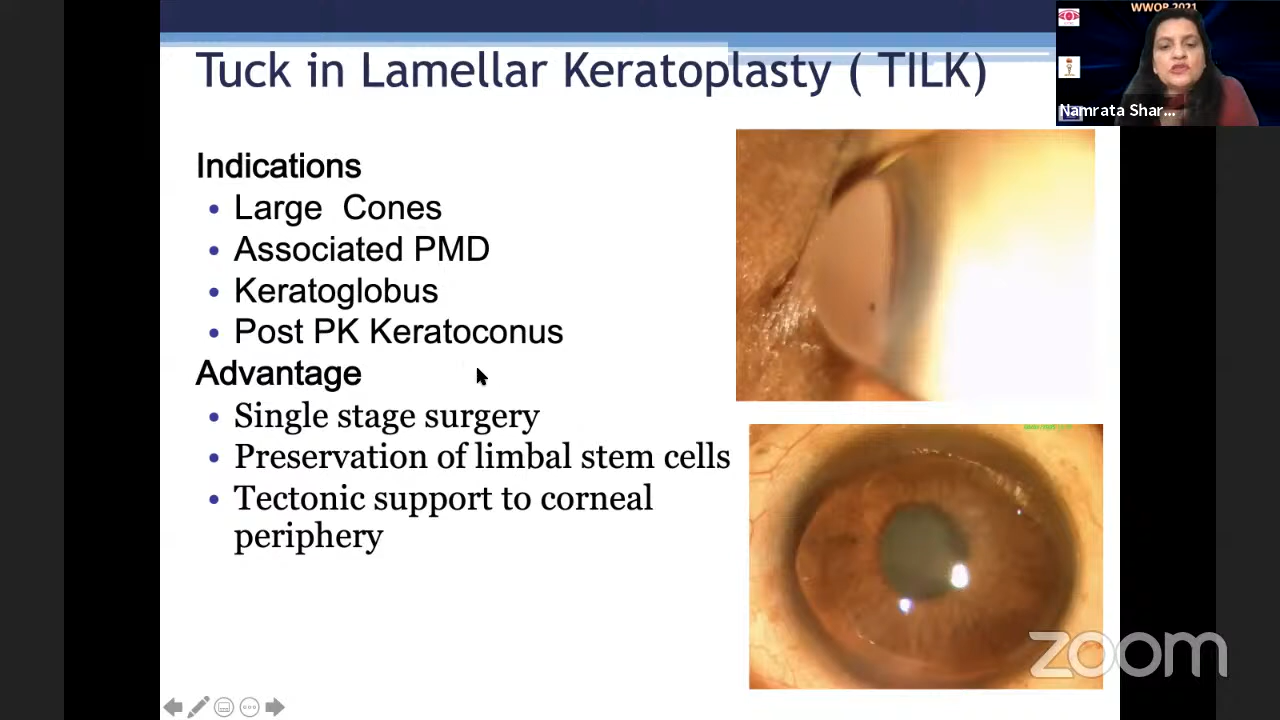 WWOP 2021
Tuck in Lamellar Keratoplasty ( TILK)
Namrata Shar...
Indications
• Large Cones
• Associated PMD
• Keratoglobus
• Post PK Keratoconus
Advantage
• Single stage surgery
• Preservation of limbal stem cells
• Tectonic support to corneal
periphery
zoom